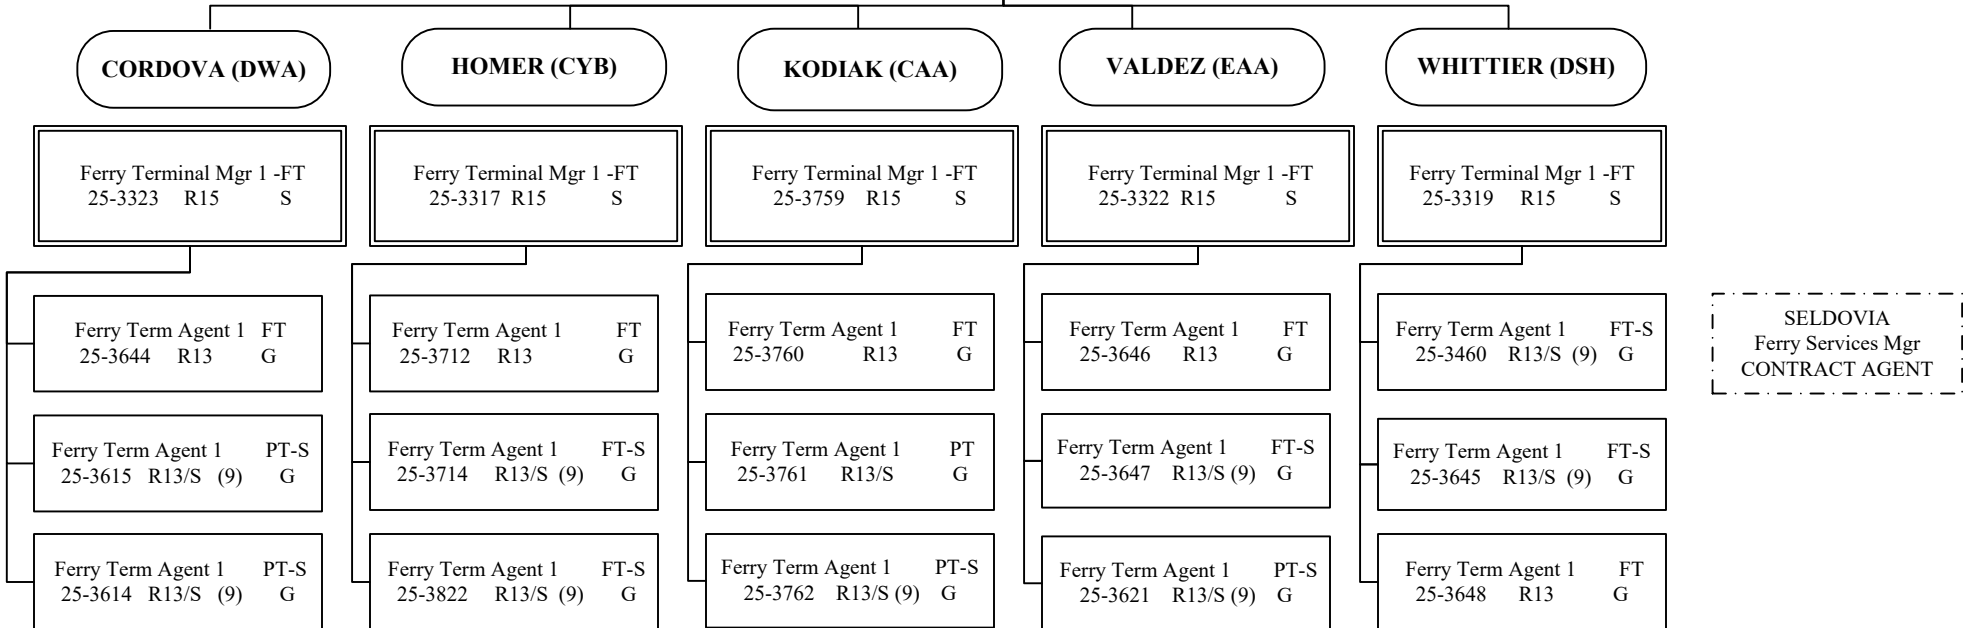 CORDOVA (DWA)
HOMER (CYB)
KODIAK (CAA)
VALDEZ (EAA)
WHITTIER (DSH)
Ferry Terminal Mgr 1 -FT
25-3323 R15 S
Ferry Terminal Mgr 1 -FT
25-3317 R15 S
Ferry Terminal Mgr 1 -FT
25-3759 R15 S
Ferry Terminal Mgr 1 -FT
25-3322 R15 S
Ferry Terminal Mgr 1 -FT
25-3319 R15 S
Ferry Term Agent 1 FT
25-3644 R13 G
Ferry Term Agent 1 FT
25-3712 R13 G
Ferry Term Agent 1 FT
25-3760 R13 G
Ferry Term Agent 1 FT
25-3646 R13 G
Ferry Term Agent 1 FT-S
25-3460 R13/S (9) G
SELDOVIA
Ferry Services Mgr
CONTRACT AGENT
Ferry Term Agent 1 PT-S
25-3615 R13/S (9) G
Ferry Term Agent 1 FT-S
25-3714 R13/S (9) G
Ferry Term Agent 1 PT
25-3761 R13/S G
Ferry Term Agent 1 FT-S
25-3647 R13/S (9) G
Ferry Term Agent 1 FT-S
25-3645 R13/S (9) G
Ferry Term Agent 1 PT-S
25-3614 R13/S (9) G
Ferry Term Agent 1 FT-S
25-3822 R13/S (9) G
Ferry Term Agent 1 PT-S
25-3762 R13/S (9) G
Ferry Term Agent 1 PT-S
25-3621 R13/S (9) G
Ferry Term Agent 1 FT
25-3648 R13 G